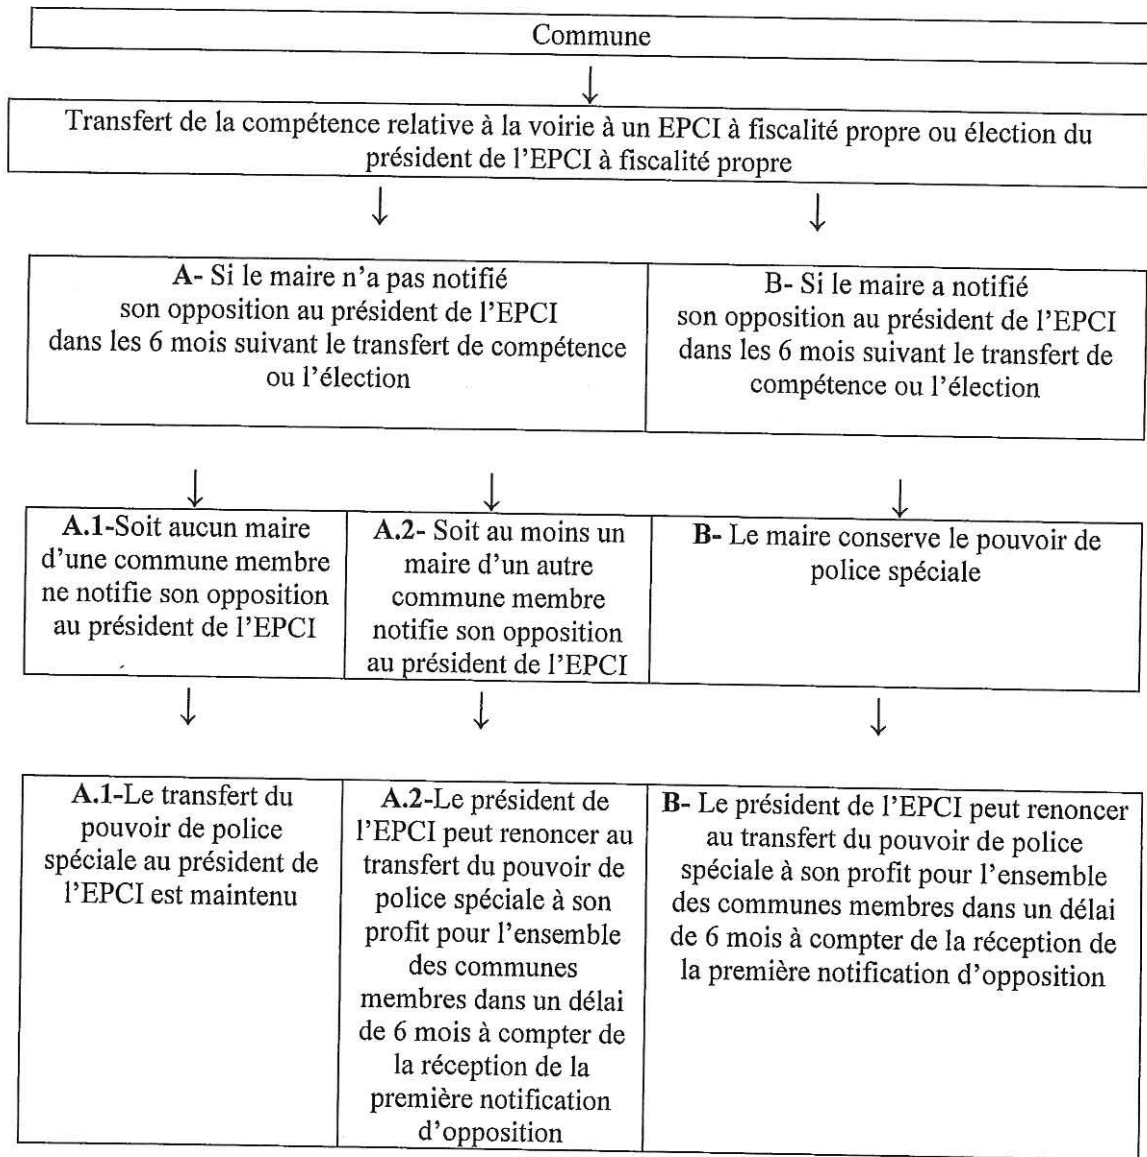 Commune
↓
Transfert de la compétence relative à la voirie à un EPCI à fiscalité propre ou élection du
président de l'EPCI à fiscalité propre
↓ ↓
A- Si le maire n'a pas notifié
son opposition au président de l'EPCI
dans les 6 mois suivant le transfert de compétence
ou l'élection
B- Si le maire a notifié
son opposition au président de l'EPCI
dans les 6 mois suivant le transfert de
compétence ou l'élection
↓ ↓ ↓
A.1-Soit aucun maire
d'une commune membre
ne notifie son opposition
au président de l'EPCI
A.2- Soit au moins un
maire d'un autre
commune membre
notifie son opposition
au président de l'EPCI
B- Le maire conserve le pouvoir de
police spéciale
↓ ↓ ↓
A.1-Le transfert du
pouvoir de police
spéciale au président de
l'EPCI est maintenu
A.2-Le président de
l'EPCI peut renoncer au
transfert du pouvoir de
police spéciale à son
profit pour l'ensemble
des communes
membres dans un délai
de 6 mois à compter de
la réception de la
première notification
d'opposition
B- Le président de l'EPCI peut renoncer
au transfert du pouvoir de police
spéciale à son profit pour l'ensemble
des communes membres dans un délai
de 6 mois à compter de la réception de
la première notification d'opposition